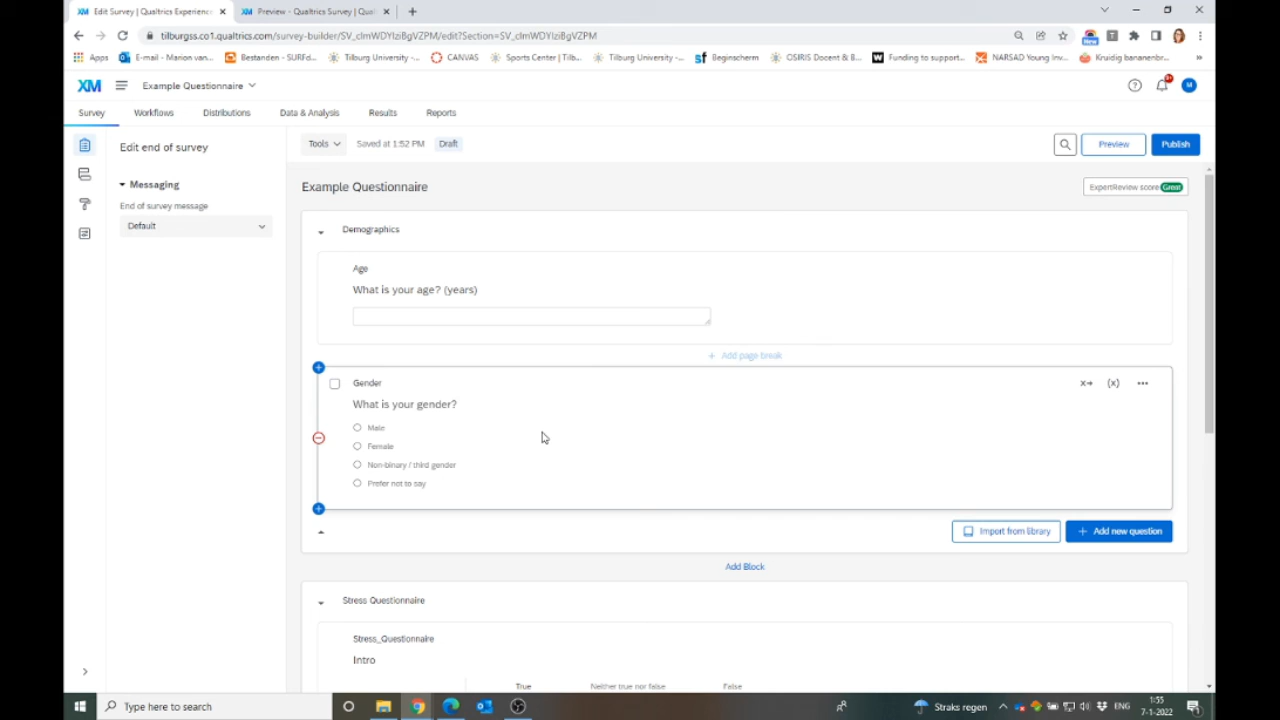 Edit Survey | Qualtrics Experienc
Preview - Qualtrics Survey | Qual
tilburgss.co1.qualtrics.com/survey-builder/SV_clmWDYlziBgVZPM/edit?Section=SV_clmWDYlziBgVZPM
Apps
E-mail - Marion van...
Bestanden - SURFd...
Tilburg University -...
CANVAS
Sports Center | Tilb...
Tilburg University -...
Beginscherm
OSIRIS Docent & B...
Funding to support...
NARSAD Young Inv...
Kruidig bananenbr...
XM
Example Questionnaire
M
Survey
Workflows
Distributions
Data & Analysis
Results
Reports
Edit end of survey
Messaging
End of survey message
Default
Tools
Saved at 1:52 PM
Draft
Preview
Publish
Example Questionnaire
ExpertReview score Great
Demographics
Age
What is your age? (years)
+ Add page break
Gender
What is your gender?
Male
Female
Non-binary / third gender
Prefer not to say
Import from library
+ Add new question
Add Block
Stress Questionnaire
Stress_Questionnaire
Intro
True
Neither true nor false
False
Type here to search
Straks regen
ENG
1:55
7-1-2022